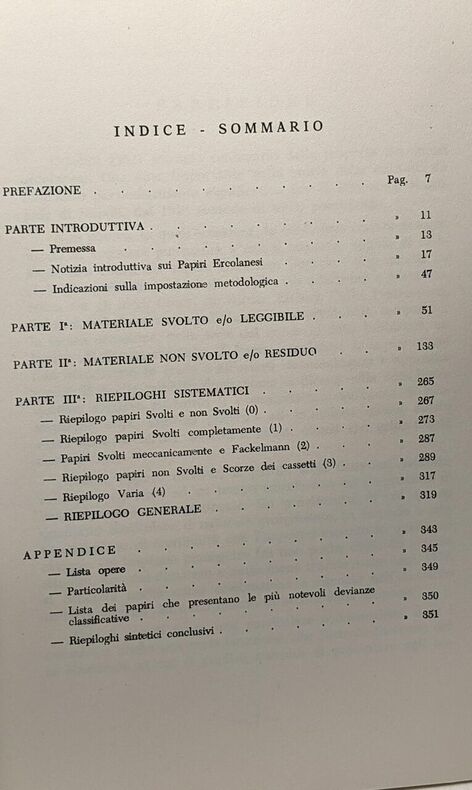 INDICE - SOMMARIO
PREFAZIONE . . . . . . . . . . Pag. 7
PARTE INTRODUTTIVA . . . . . . . . . » 11
— Premessa . . . . . . . . . » 13
— Notizia introduttiva sui Papiri Ercolanesi . . . . » 17
— Indicazioni sulla impostazione metodologica . . . . » 47
PARTE Iª: MATERIALE SVOLTO e/o LEGGIBILE . . . » 51
PARTE IIª: MATERIALE NON SVOLTO e/o RESIDUO . . . » 133
PARTE IIIª: RIEPILOGHI SISTEMATICI . . . . . » 265
— Riepilogo papiri Svolti e non Svolti (0) . . . . . » 267
— Riepilogo papiri Svolti completamente (1) . . . . » 273
— Papiri Svolti meccanicamente e Fackelmann (2) . . . » 287
— Riepilogo papiri non Svolti e Scorze dei cassetti (3) . . » 289
— Riepilogo Varia (4) . . . . . . . » 317
— RIEPILOGO GENERALE . . . . . . » 319
APPENDICE . . . . . . . . . » 343
— Lista opere . . . . . . . . . » 345
— Particolarità . . . . . . . . . » 349
— Lista dei papiri che presentano le più notevoli devianze
classificative . . . . . . . . . » 350
— Riepiloghi sintetici conclusivi . . . . . . » 351